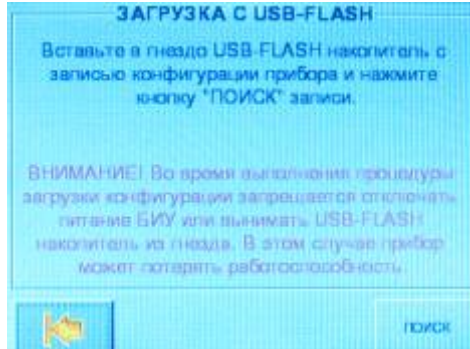 ЗАГРУЗКА С USB-FLASH
Вставьте в гнездо USB-FLASH накопитель с
записью конфигурации прибора и нажмите
кнопку "ПОИСК" записи.
ВНИМАНИЕ! Во время выполнения процедуры
загрузки конфигурации запрещается отключать
питание БИУ или вынимать USB-FLASH
накопитель из гнезда. В этом случае прибор
может потерять работоспособность.
ПОИСК